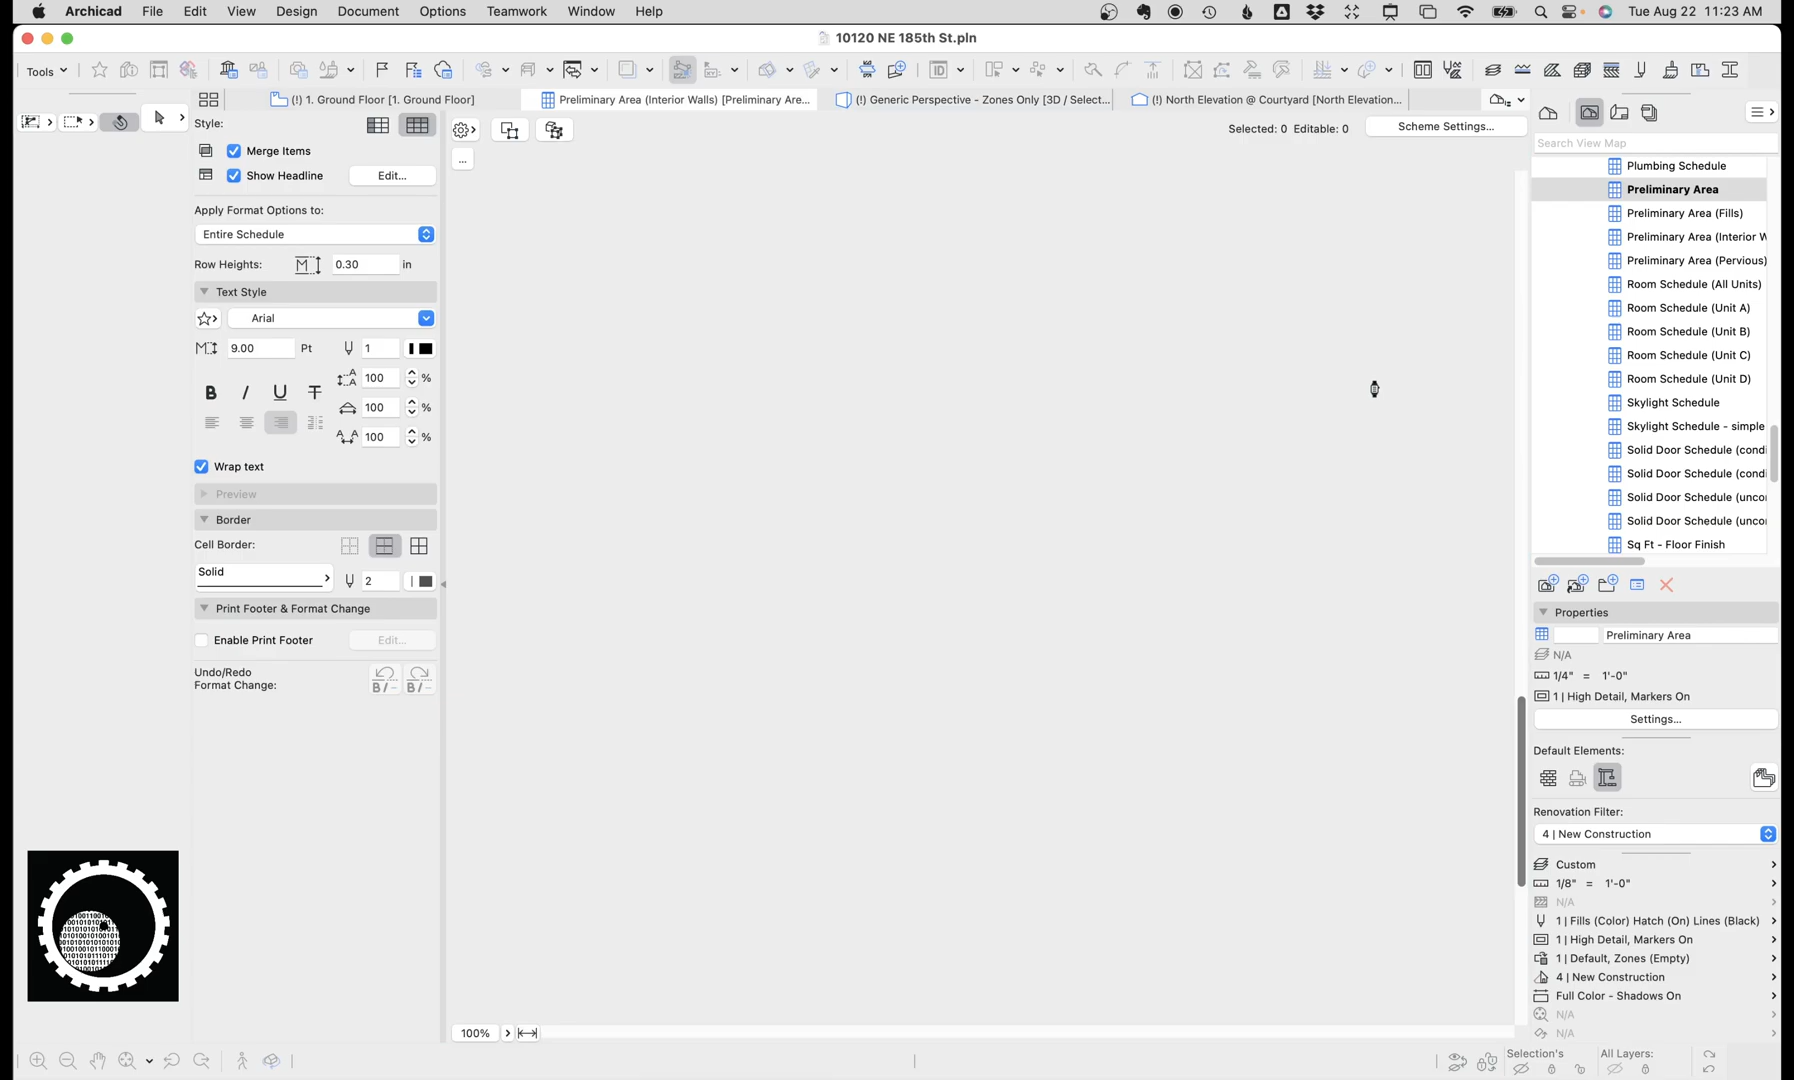 Archicad File Edit View Design Document Options Teamwork Window Help Tue Aug 22 11:23 AM
10120 NE 185th St.pln
Tools
(!) 1. Ground Floor [1. Ground Floor]
Preliminary Area (Interior Walls) [Preliminary Are...
(!) Generic Perspective - Zones Only [3D / Select...
(!) North Elevation @ Courtyard [North Elevation...
Style:
Merge Items
Show Headline
Edit...
Apply Format Options to:
Entire Schedule
Row Heights:
0.30 in
Text Style
Arial
9.00 Pt
1
B I U T
100 %
100 %
100 %
Wrap text
Preview
Border
Cell Border:
Solid
2
Print Footer & Format Change
Enable Print Footer
Edit...
Undo/Redo
Format Change:
...
Selected: 0 Editable: 0
Scheme Settings...
100%
Search View Map
Plumbing Schedule
Preliminary Area
Preliminary Area (Fills)
Preliminary Area (Interior W
Preliminary Area (Pervious)
Room Schedule (All Units)
Room Schedule (Unit A)
Room Schedule (Unit B)
Room Schedule (Unit C)
Room Schedule (Unit D)
Skylight Schedule
Skylight Schedule - simple
Solid Door Schedule (cond
Solid Door Schedule (cond
Solid Door Schedule (uncon
Solid Door Schedule (uncon
Sq Ft - Floor Finish
Properties
Preliminary Area
N/A
1/4" = 1'-0"
1 | High Detail, Markers On
Settings...
Default Elements:
Renovation Filter:
4 | New Construction
Custom
1/8" = 1'-0"
N/A
1 | Fills (Color) Hatch (On) Lines (Black)
1 | High Detail, Markers On
1 | Default, Zones (Empty)
4 | New Construction
Full Color - Shadows On
N/A
N/A
Selection's
All Layers: